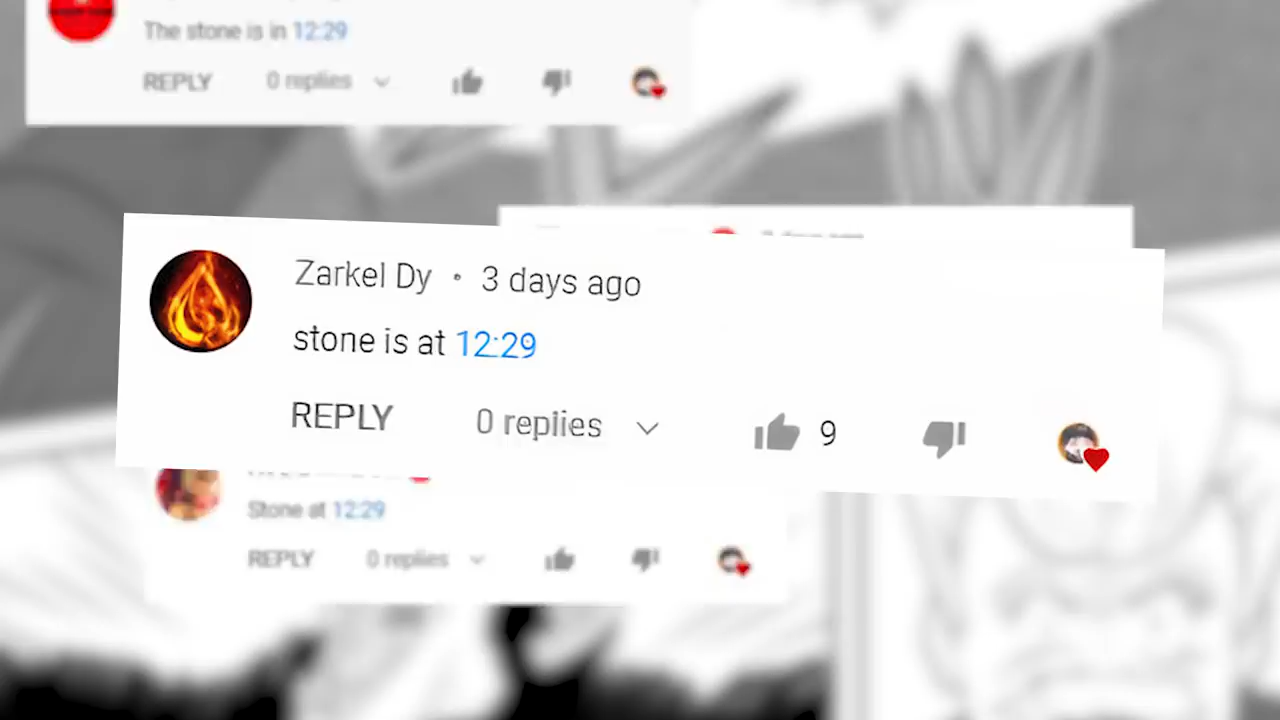 The stone is in 12:29
REPLY 0 replies
Zarkel Dy • 3 days ago
stone is at 12:29
REPLY 0 replies 9
Stone at 12:29
REPLY 0 replies